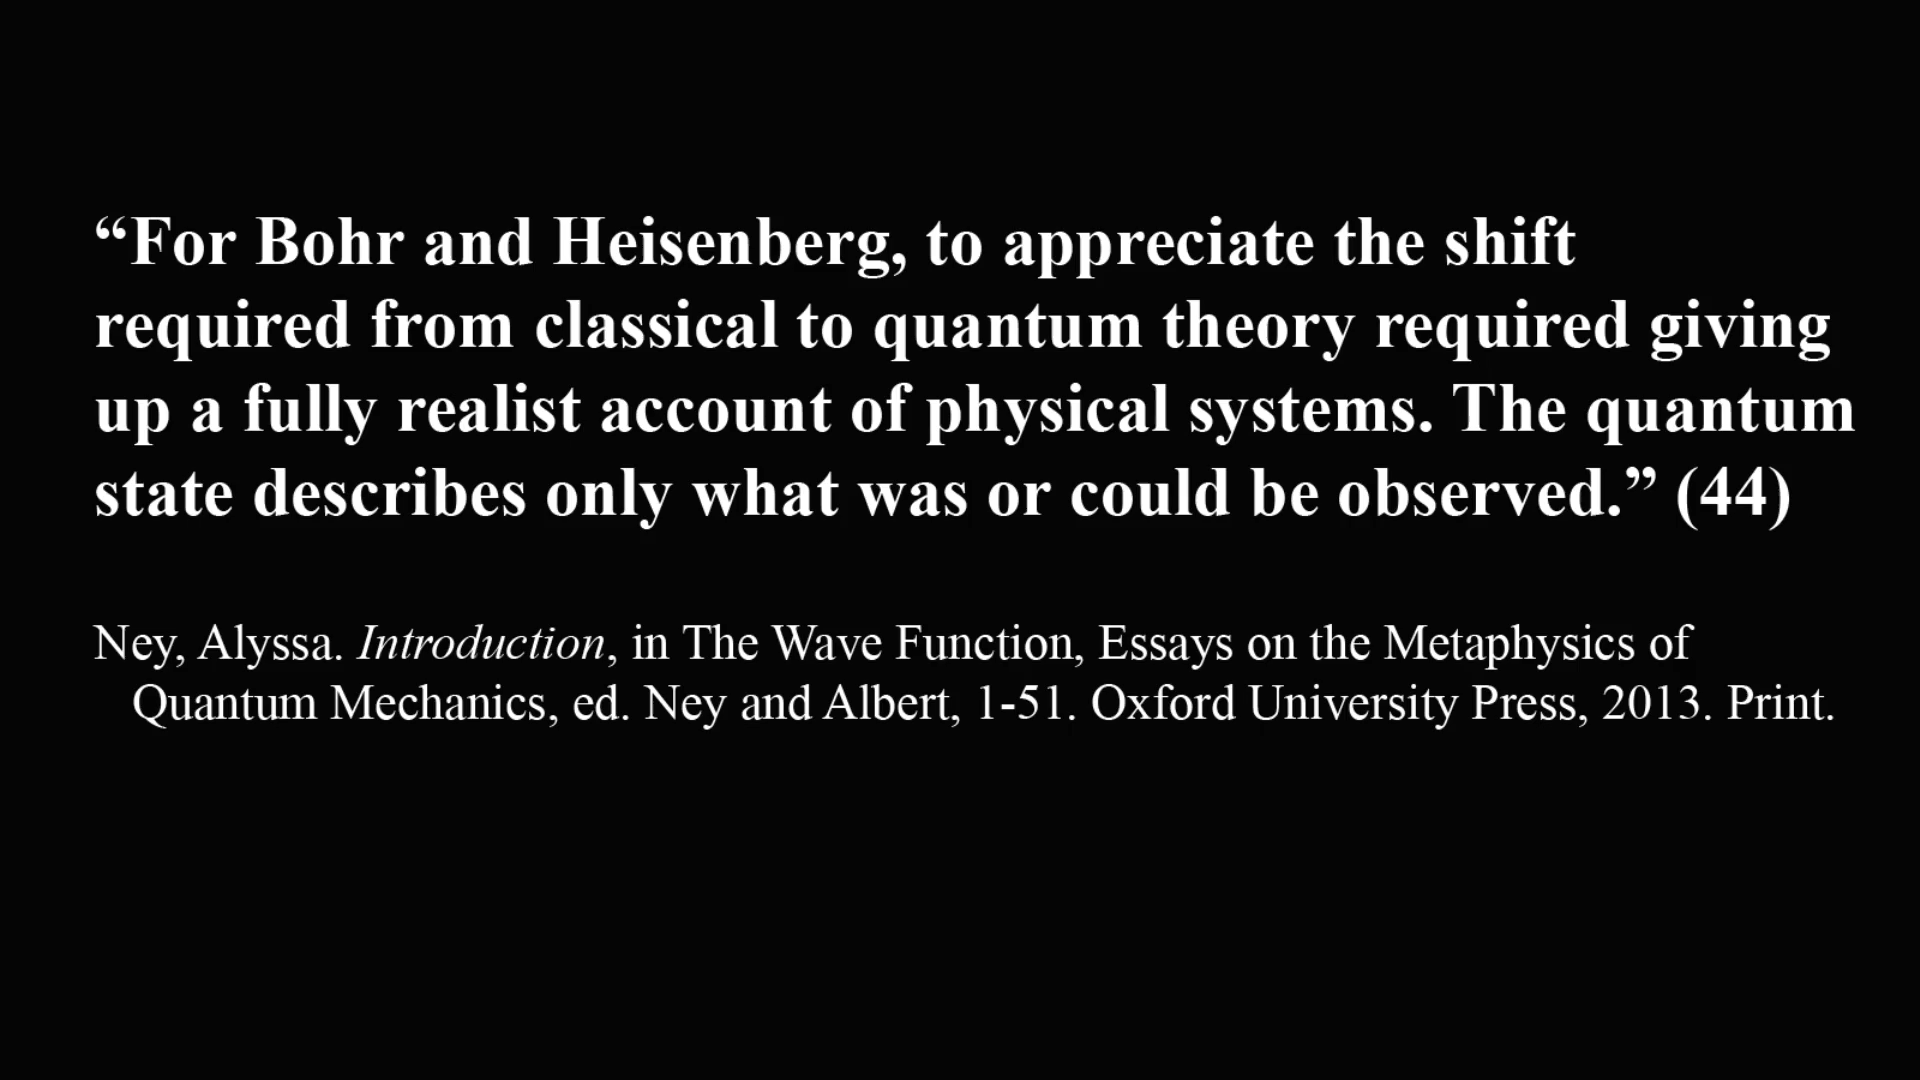 “For Bohr and Heisenberg, to appreciate the shift
required from classical to quantum theory required giving
up a fully realist account of physical systems. The quantum
state describes only what was or could be observed.” (44)
Ney, Alyssa. Introduction, in The Wave Function, Essays on the Metaphysics of
Quantum Mechanics, ed. Ney and Albert, 1-51. Oxford University Press, 2013. Print.